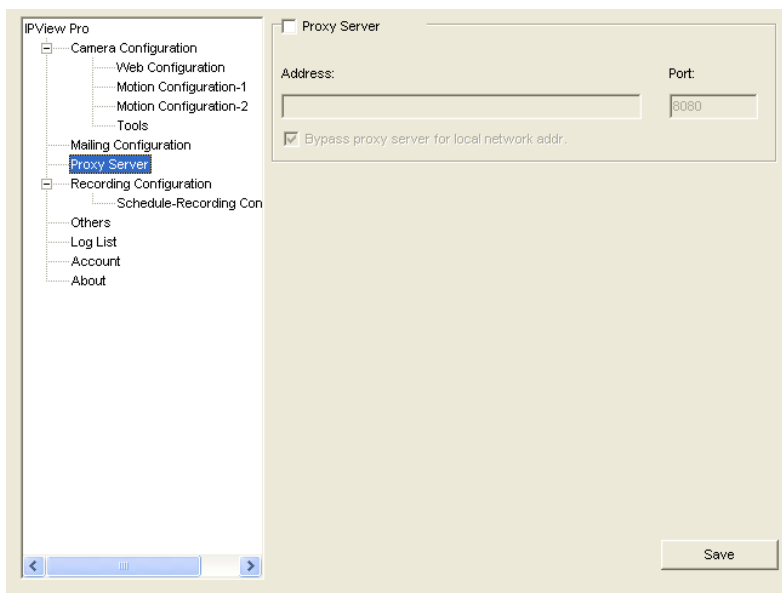 IPView Pro
Camera Configuration
Web Configuration
Motion Configuration-1
Motion Configuration-2
Tools
Mailing Configuration
Proxy Server
Recording Configuration
Schedule-Recording Con
Others
Log List
Account
About
Proxy Server
Address:
Port:
8080
Bypass proxy server for local network addr.
Save